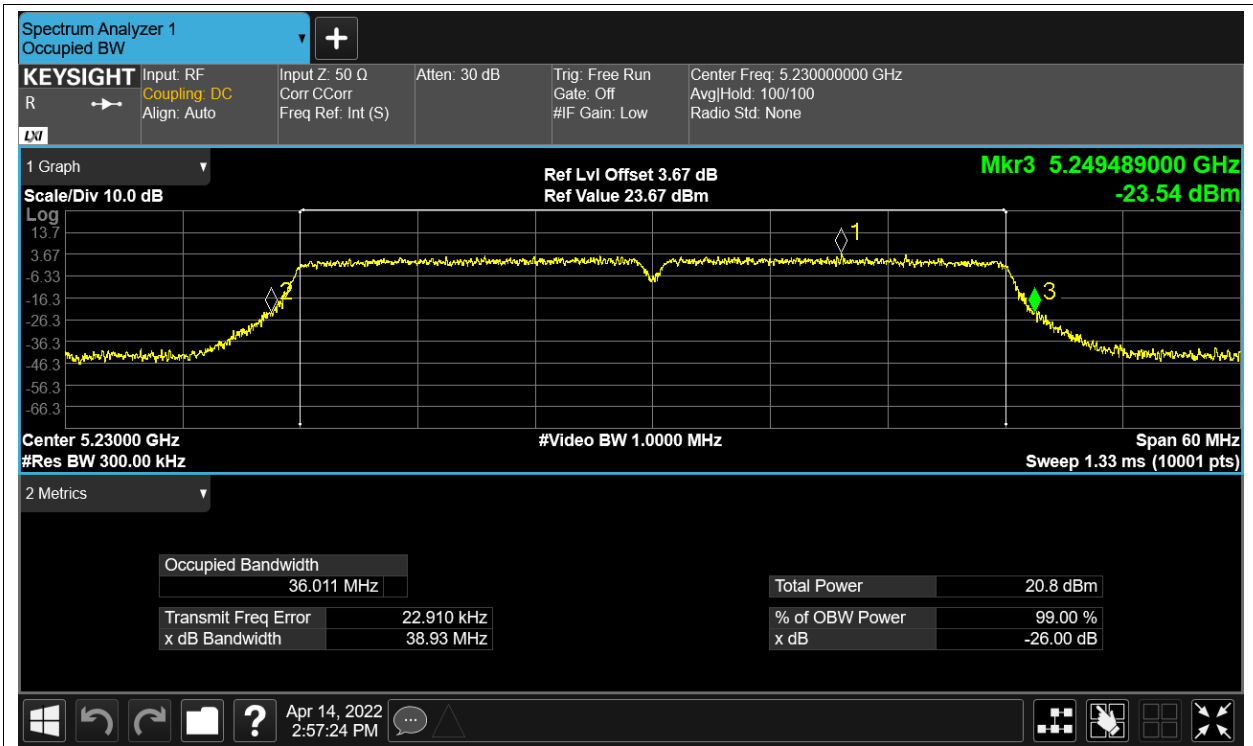 Spectrum Analyzer 1
Occupied BW
KEYSIGHT
R
LXI
Input: RF
Coupling: DC
Align: Auto
Input Z: 50 Ω
Corr CCorr
Freq Ref: Int (S)
Atten: 30 dB
Trig: Free Run
Gate: Off
#IF Gain: Low
Center Freq: 5.230000000 GHz
Avg|Hold: 100/100
Radio Std: None
1 Graph
Scale/Div 10.0 dB
Ref Lvl Offset 3.67 dB
Ref Value 23.67 dBm
Mkr3 5.249489000 GHz
-23.54 dBm
Log
13.7
3.67
-6.33
-16.3
-26.3
-36.3
-46.3
-56.3
-66.3
1
2
3
Center 5.23000 GHz
#Video BW 1.0000 MHz
Span 60 MHz
#Res BW 300.00 kHz
Sweep 1.33 ms (10001 pts)
2 Metrics
Occupied Bandwidth
36.011 MHz
Total Power 20.8 dBm
Transmit Freq Error 22.910 kHz
% of OBW Power 99.00 %
x dB Bandwidth 38.93 MHz
x dB -26.00 dB
?
Apr 14, 2022
2:57:24 PM